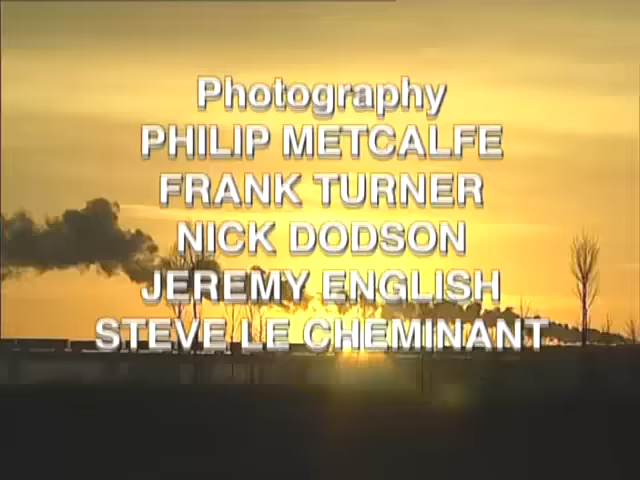 Photography
PHILIP METCALFE
FRANK TURNER
NICK DODSON
JEREMY ENGLISH
STEVE LE CHEMINANT